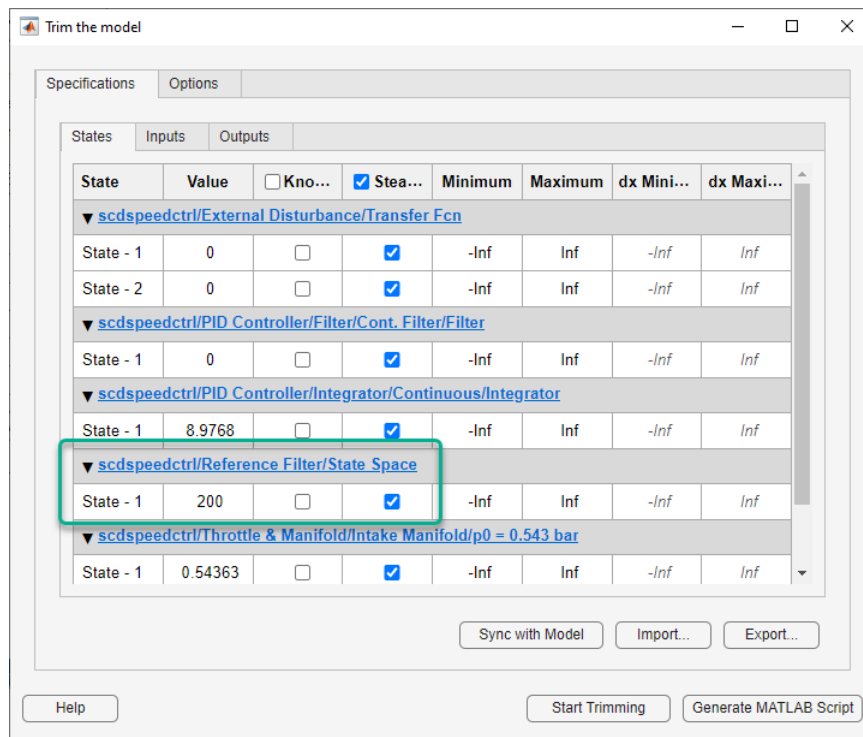 Trim the model
Specifications Options
States Inputs Outputs
State Value Kno... Stea... Minimum Maximum dx Mini... dx Maxi...
scdspeedctrl/External Disturbance/Transfer Fcn
State - 1 0 -Inf Inf -Inf Inf
State - 2 0 -Inf Inf -Inf Inf
scdspeedctrl/PID Controller/Filter/Cont. Filter/Filter
State - 1 0 -Inf Inf -Inf Inf
scdspeedctrl/PID Controller/Integrator/Continuous/Integrator
State - 1 8.9768 -Inf Inf -Inf Inf
scdspeedctrl/Reference Filter/State Space
State - 1 200 -Inf Inf -Inf Inf
scdspeedctrl/Throttle & Manifold/Intake Manifold/p0 = 0.543 bar
State - 1 0.54363 -Inf Inf -Inf Inf
Sync with Model Import... Export...
Help Start Trimming Generate MATLAB Script